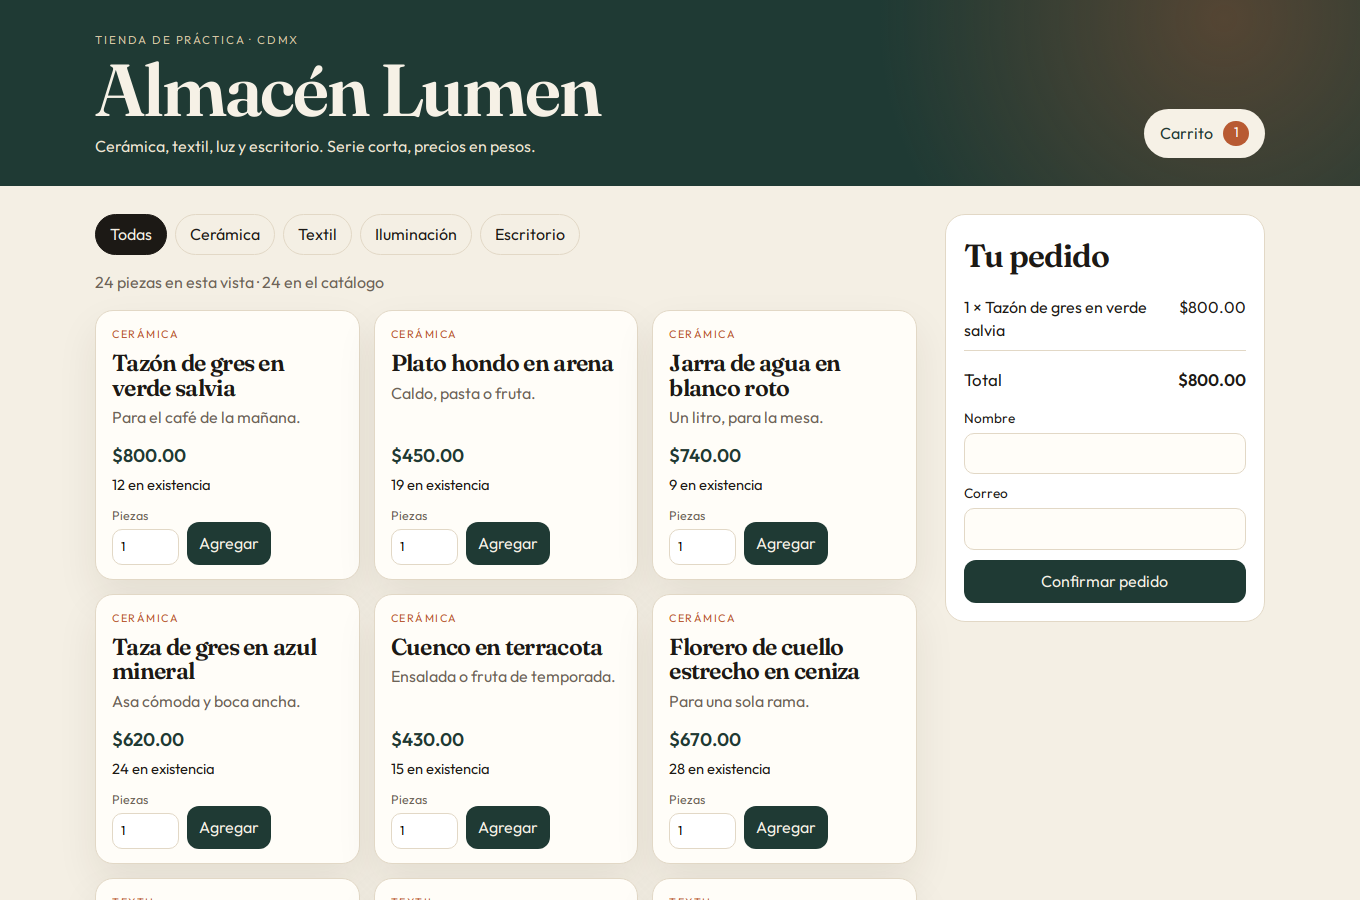 TIENDA DE PRÁCTICA · CDMX
Almacén Lumen
Cerámica, textil, luz y escritorio. Serie corta, precios en pesos.
Carrito 1
Todas Cerámica Textil Iluminación Escritorio
24 piezas en esta vista · 24 en el catálogo
CERÁMICA
Tazón de gres en
verde salvia
Para el café de la mañana.
$800.00
12 en existencia
Piezas
1 Agregar
CERÁMICA
Plato hondo en arena
Caldo, pasta o fruta.
$450.00
19 en existencia
Piezas
1 Agregar
CERÁMICA
Jarra de agua en
blanco roto
Un litro, para la mesa.
$740.00
9 en existencia
Piezas
1 Agregar
CERÁMICA
Taza de gres en azul
mineral
Asa cómoda y boca ancha.
$620.00
24 en existencia
Piezas
1 Agregar
CERÁMICA
Cuenco en terracota
Ensalada o fruta de temporada.
$430.00
15 en existencia
Piezas
1 Agregar
CERÁMICA
Florero de cuello
estrecho en ceniza
Para una sola rama.
$670.00
28 en existencia
Piezas
1 Agregar
Tu pedido
1 × Tazón de gres en verde $800.00
salvia
Total $800.00
Nombre
Correo
Confirmar pedido